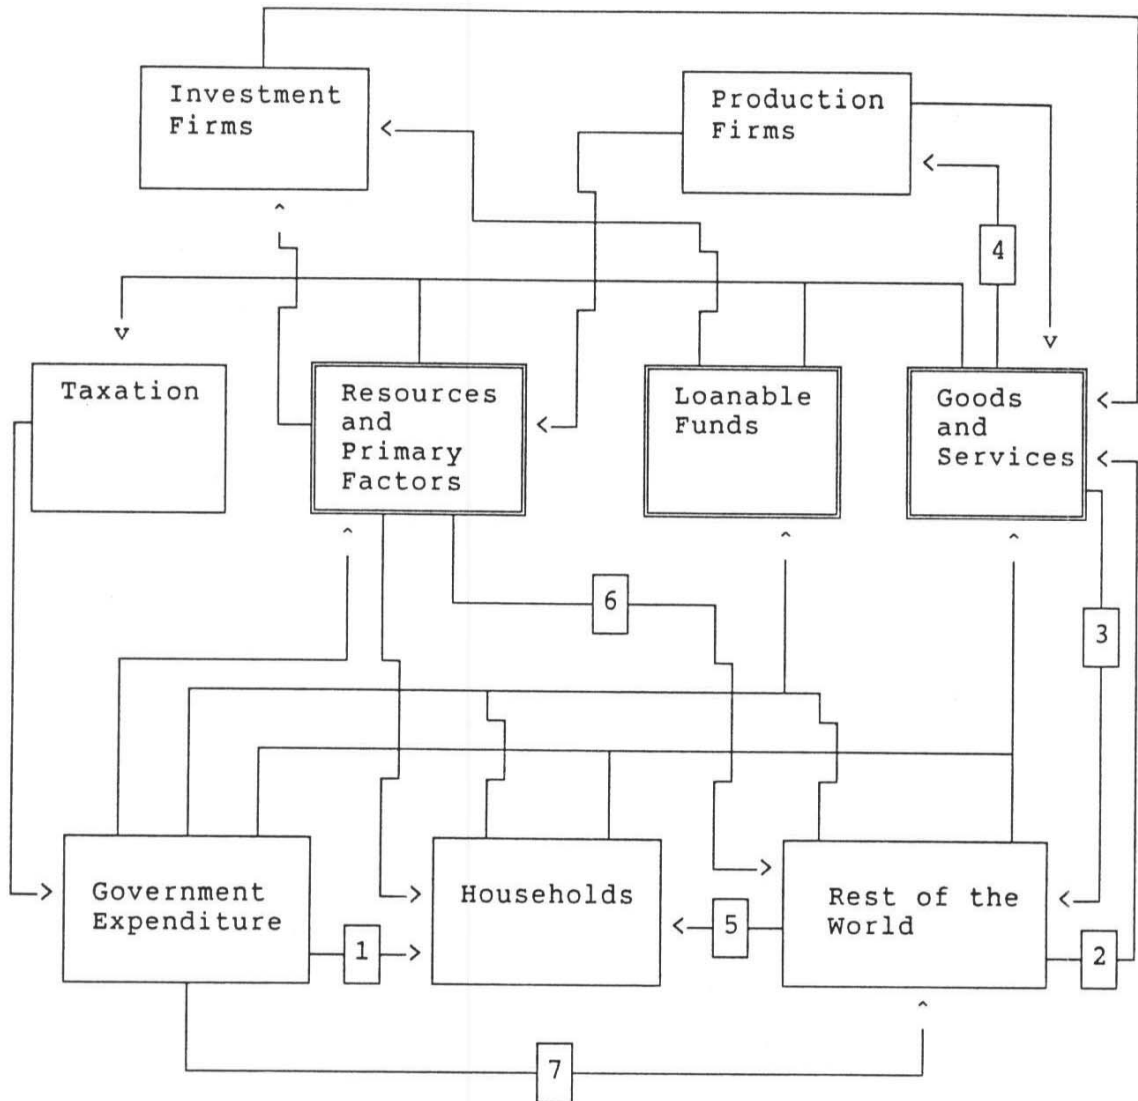 Investment
Firms
Production
Firms
4
Taxation
Resources
and
Primary
Factors
Loanable
Funds
Goods
and
Services
6
3
Government
Expenditure
1
Households
5
Rest of the
World
2
7